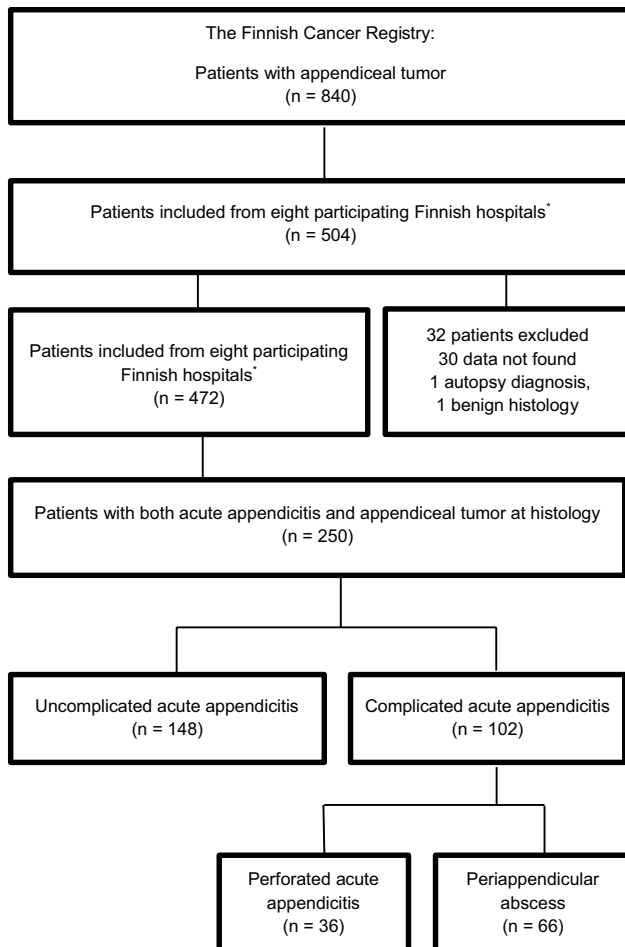 The Finnish Cancer Registry:
Patients with appendiceal tumor
(n = 840)
Patients included from eight participating Finnish hospitals*
(n = 504)
Patients included from eight participating
Finnish hospitals*
(n = 472)
32 patients excluded
30 data not found
1 autopsy diagnosis,
1 benign histology
Patients with both acute appendicitis and appendiceal tumor at histology
(n = 250)
Uncomplicated acute appendicitis
(n = 148)
Complicated acute appendicitis
(n = 102)
Perforated acute
appendicitis
(n = 36)
Periappendicular
abscess
(n = 66)